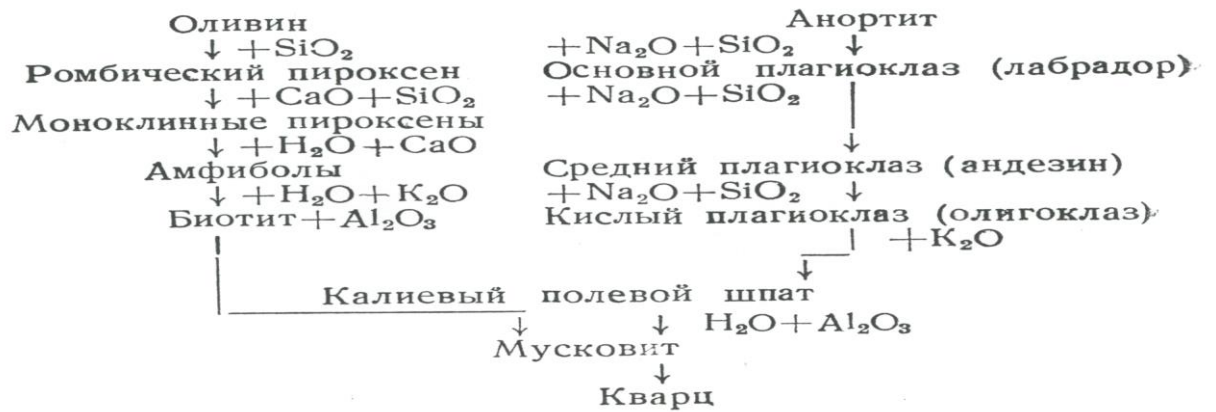 Оливин Анортит
↓ +SiO₂ +Na₂O+SiO₂ ↓
Ромбический пироксен Основной плагиоклаз (лабрадор)
↓ +CaO+SiO₂ +Na₂O+SiO₂
Моноклинные пироксены
↓ +H₂O+CaO ↓
Амфиболы Средний плагиоклаз (андезин)
↓ +H₂O+K₂O +Na₂O+SiO₂ ↓
Биотит+Al₂O₃ Кислый плагиоклаз (олигоклаз)
+K₂O
↓
Калиевый полевой шпат
↓ ↓ H₂O+Al₂O₃
Мусковит
↓
Кварц